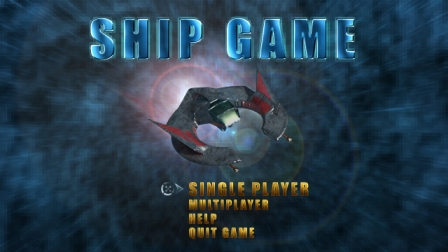 SHIP GAME
SINGLE PLAYER
MULTIPLAYER
HELP
QUIT GAME